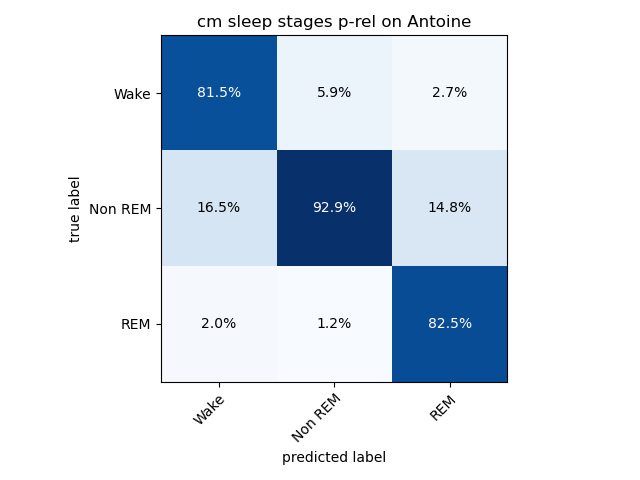 cm sleep stages p-rel on Antoine
true label
Wake 81.5% 5.9% 2.7%
Non REM 16.5% 92.9% 14.8%
REM 2.0% 1.2% 82.5%
Wake Non REM REM
predicted label